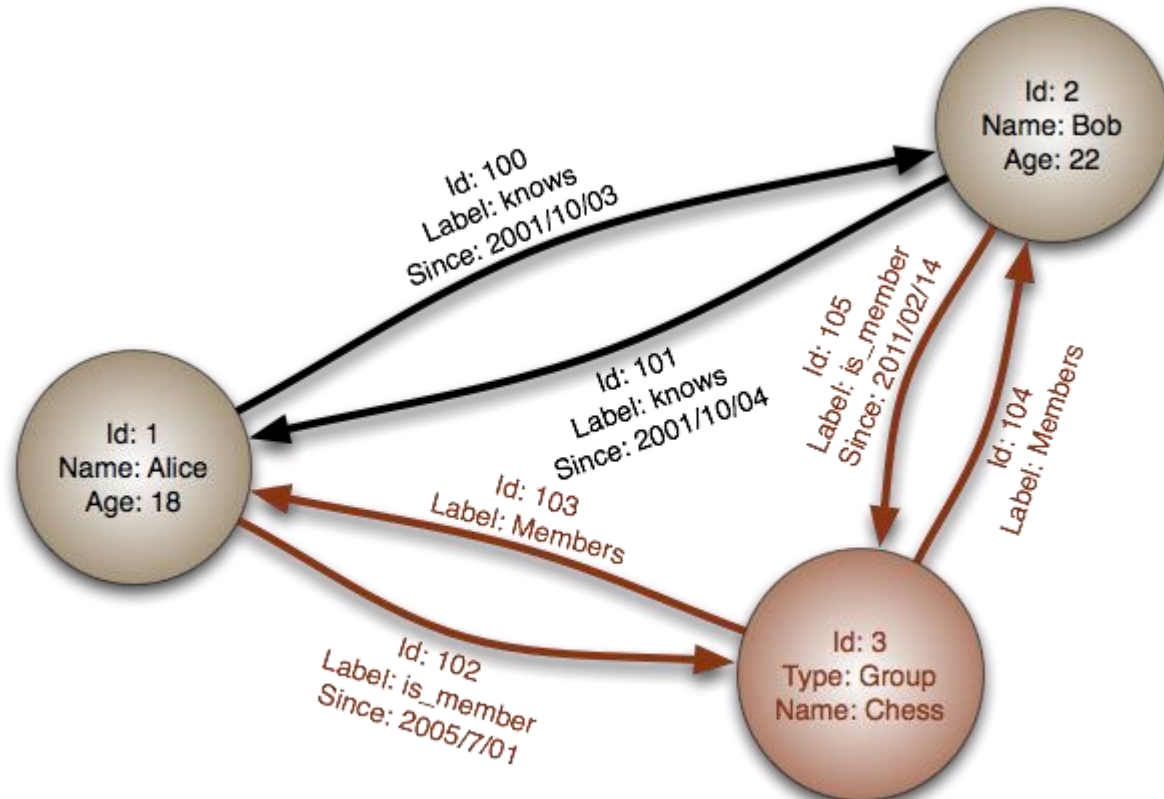 Id: 2
Name: Bob
Age: 22
Id: 100
Label: knows
Since: 2001/10/03
Id: 101
Label: knows
Since: 2001/10/04
Id: 105
Label: is_member
Since: 2011/02/14
Id: 104
Label: Members
Id: 1
Name: Alice
Age: 18
Id: 103
Label: Members
Id: 102
Label: is_member
Since: 2005/7/01
Id: 3
Type: Group
Name: Chess